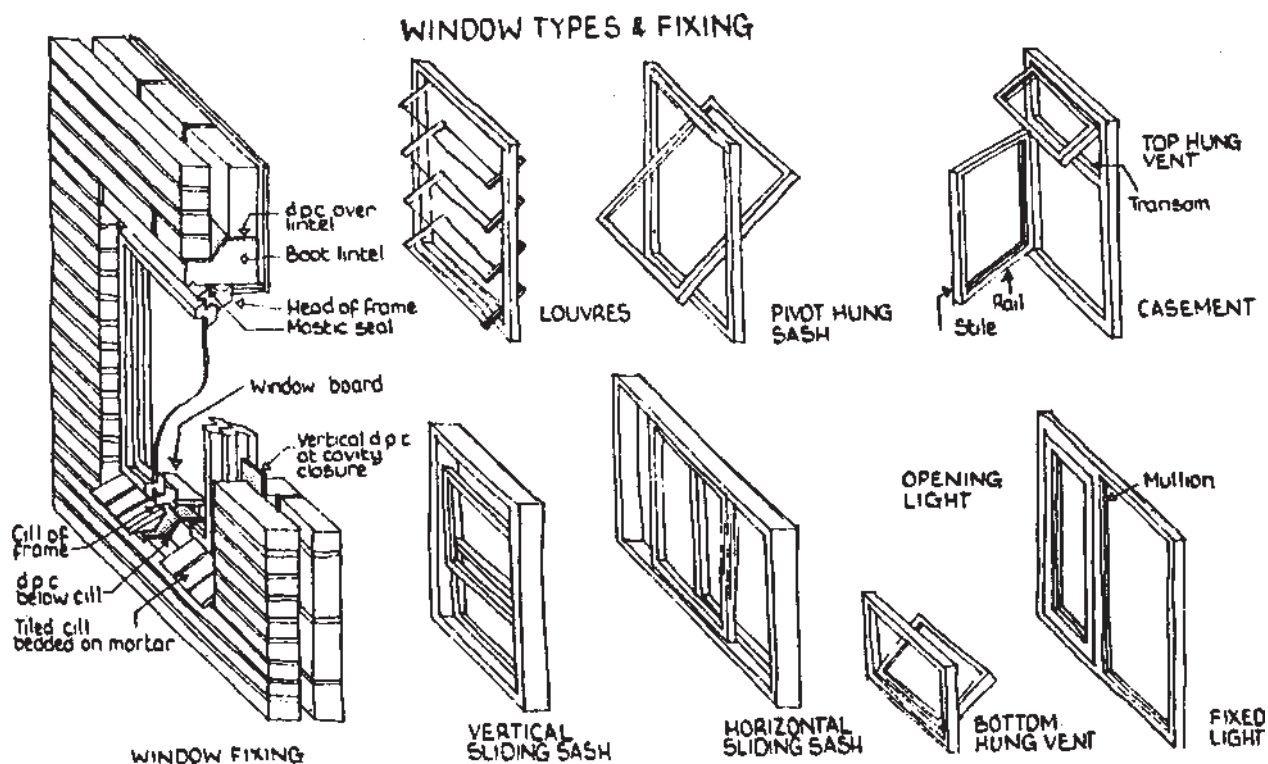 WINDOW TYPES & FIXING
dpc over
lintel
Boot lintel
Head of frame
Mastic seal
Window board
Vertical dpc
at cavity
closure
Cill of
frame
dpc
below cill
Tiled cill
bedded on mortar
WINDOW FIXING
LOUVRES
PIVOT HUNG
SASH
TOP HUNG
VENT
Transom
Rail
Stile
CASEMENT
VERTICAL
SLIDING SASH
HORIZONTAL
SLIDING SASH
OPENING
LIGHT
Mullion
BOTTOM
HUNG VENT
FIXED
LIGHT